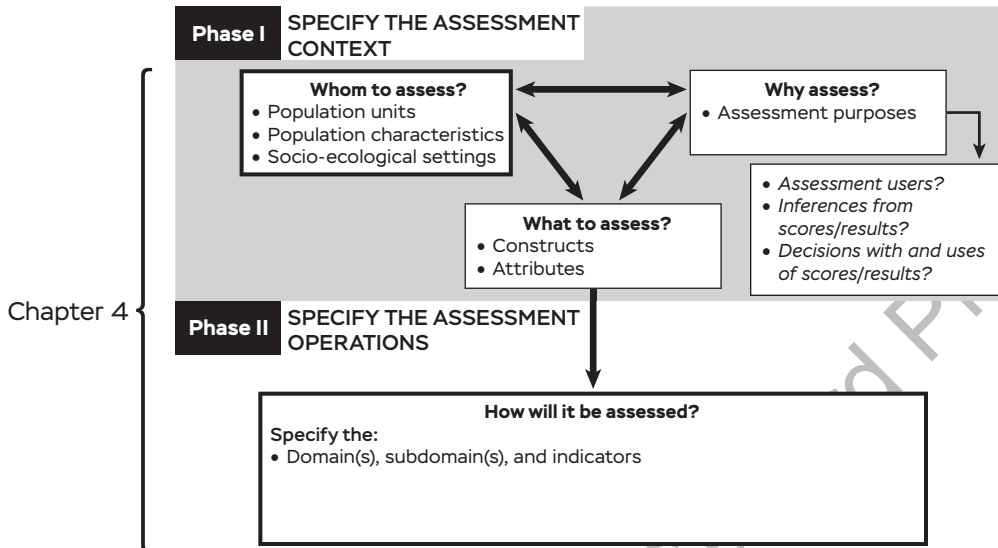 Phase I
SPECIFY THE ASSESSMENT
CONTEXT
Whom to assess?
• Population units
• Population characteristics
• Socio-ecological settings
Why assess?
• Assessment purposes
• Assessment users?
• Inferences from
scores/results?
• Decisions with and uses
of scores/results?
What to assess?
• Constructs
• Attributes
Chapter 4
Phase II
SPECIFY THE ASSESSMENT
OPERATIONS
How will it be assessed?
Specify the:
• Domain(s), subdomain(s), and indicators